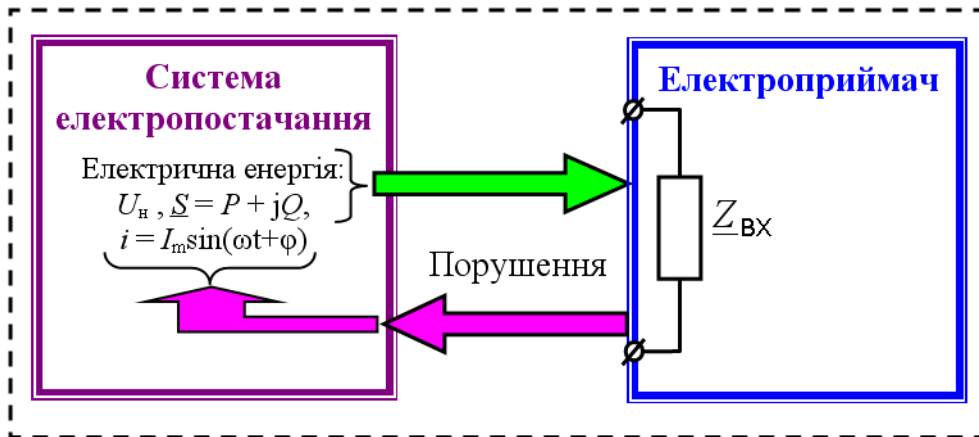 Система
електропостачання
Електрична енергія:
Uн , S = P + jQ,
i = Imsin(ωt+φ)
Порушення
Електроприймач
ZВХ